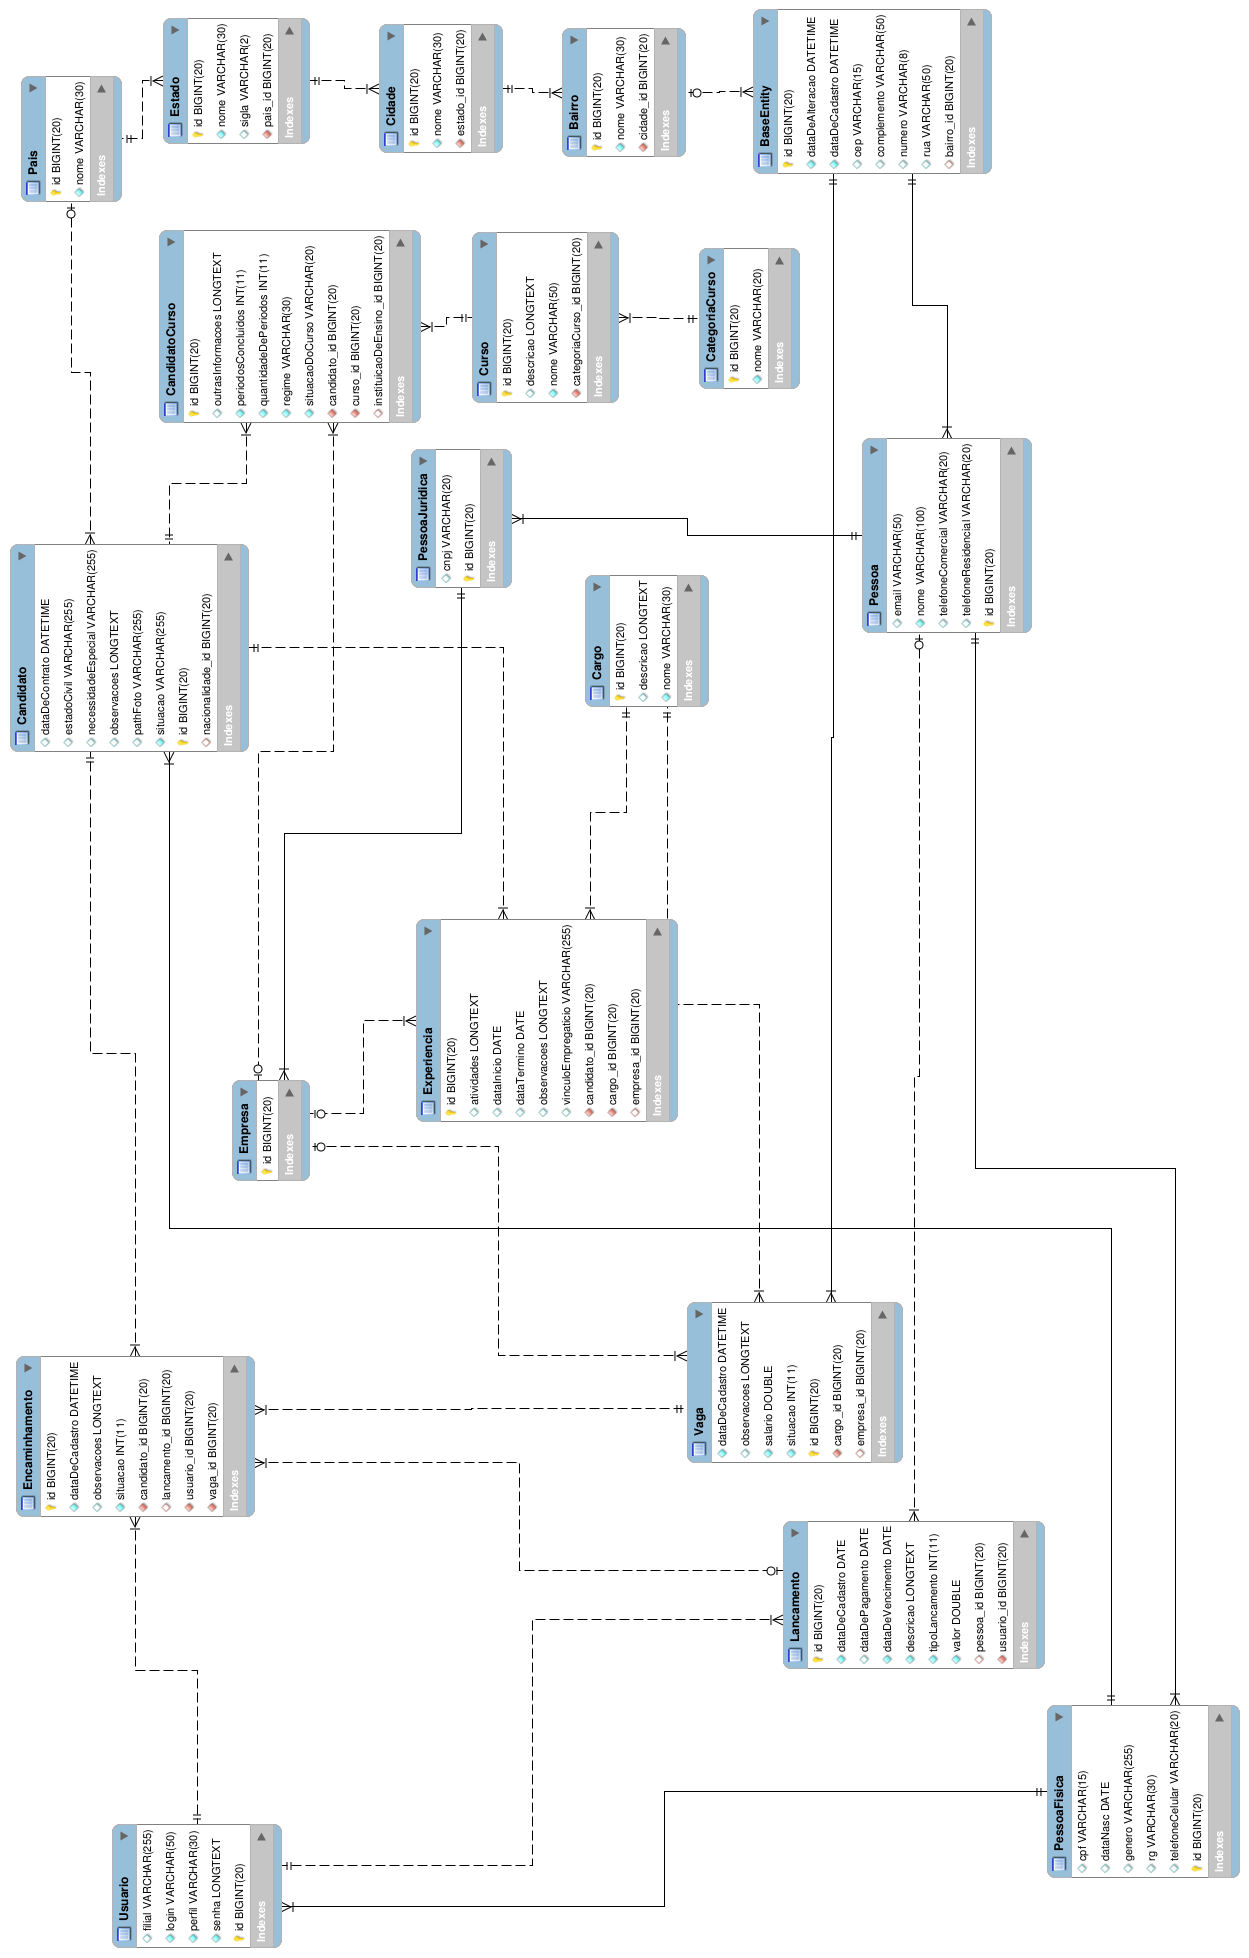 Pais
id BIGINT(20)
nome VARCHAR(30)
Indexes
Estado
id BIGINT(20)
nome VARCHAR(30)
sigla VARCHAR(2)
pais_id BIGINT(20)
Indexes
Cidade
id BIGINT(20)
nome VARCHAR(30)
estado_id BIGINT(20)
Indexes
Bairro
id BIGINT(20)
nome VARCHAR(30)
cidade_id BIGINT(20)
Indexes
BaseEntity
id BIGINT(20)
dataDeAlteracao DATETIME
dataDeCadastro DATETIME
cep VARCHAR(15)
complemento VARCHAR(50)
numero VARCHAR(8)
rua VARCHAR(50)
bairro_id BIGINT(20)
Indexes
CandidatoCurso
id BIGINT(20)
outrasInformacoes LONGTEXT
periodosConcluidos INT(11)
quantidadeDePeriodos INT(11)
regime VARCHAR(30)
situacaoDoCurso VARCHAR(20)
candidato_id BIGINT(20)
curso_id BIGINT(20)
instituicaoDeEnsino_id BIGINT(20)
Indexes
Curso
id BIGINT(20)
descricao LONGTEXT
nome VARCHAR(50)
categoriaCurso_id BIGINT(20)
Indexes
CategoriaCurso
id BIGINT(20)
nome VARCHAR(20)
Indexes
Candidato
dataDeContrato DATETIME
estadoCivil VARCHAR(255)
necessidadeEspecial VARCHAR(255)
observacoes LONGTEXT
pathFoto VARCHAR(255)
situacao VARCHAR(255)
id BIGINT(20)
nacionalidade_id BIGINT(20)
Indexes
PessoaJuridica
cnpj VARCHAR(20)
id BIGINT(20)
Indexes
Cargo
id BIGINT(20)
descricao LONGTEXT
nome VARCHAR(30)
Indexes
Pessoa
email VARCHAR(50)
nome VARCHAR(100)
telefoneComercial VARCHAR(20)
telefoneResidencial VARCHAR(20)
id BIGINT(20)
Indexes
Empresa
id BIGINT(20)
Indexes
Experiencia
id BIGINT(20)
atividades LONGTEXT
dataInicio DATE
dataTermino DATE
observacoes LONGTEXT
vinculoEmpregaticio VARCHAR(255)
candidato_id BIGINT(20)
cargo_id BIGINT(20)
empresa_id BIGINT(20)
Indexes
Encaminhamento
id BIGINT(20)
dataDeCadastro DATETIME
observacoes LONGTEXT
situacao INT(11)
candidato_id BIGINT(20)
lancamento_id BIGINT(20)
usuario_id BIGINT(20)
vaga_id BIGINT(20)
Indexes
Vaga
dataDeCadastro DATETIME
observacoes LONGTEXT
salario DOUBLE
situacao INT(11)
id BIGINT(20)
cargo_id BIGINT(20)
empresa_id BIGINT(20)
Indexes
Lancamento
id BIGINT(20)
dataDeCadastro DATE
dataDePagamento DATE
dataDeVencimento DATE
descricao LONGTEXT
tipoLancamento INT(11)
valor DOUBLE
pessoa_id BIGINT(20)
usuario_id BIGINT(20)
Indexes
Usuario
filial VARCHAR(255)
login VARCHAR(50)
perfil VARCHAR(30)
senha LONGTEXT
id BIGINT(20)
Indexes
PessoaFisica
cpf VARCHAR(15)
dataNasc DATE
genero VARCHAR(255)
rg VARCHAR(30)
telefoneCelular VARCHAR(20)
id BIGINT(20)
Indexes